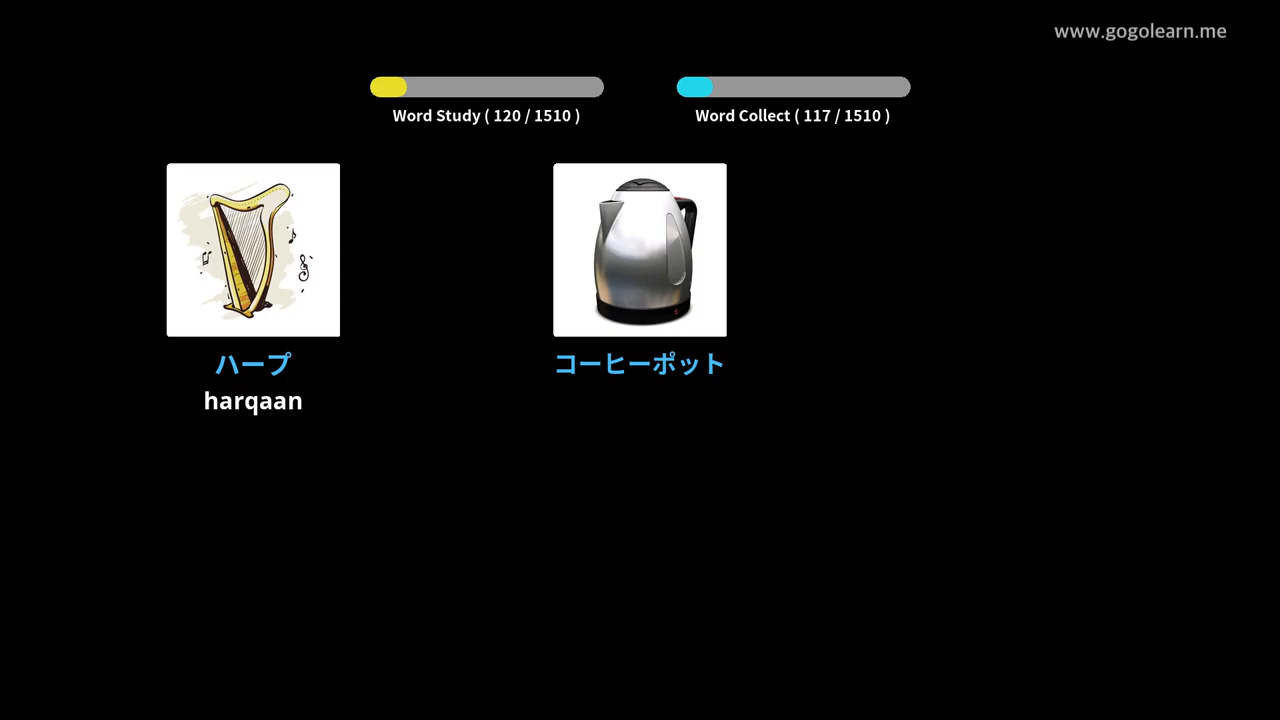 www.gogolearn.me
Word Study ( 120 / 1510 )
Word Collect ( 117 / 1510 )
ハープ
harqaan
コーヒーポット